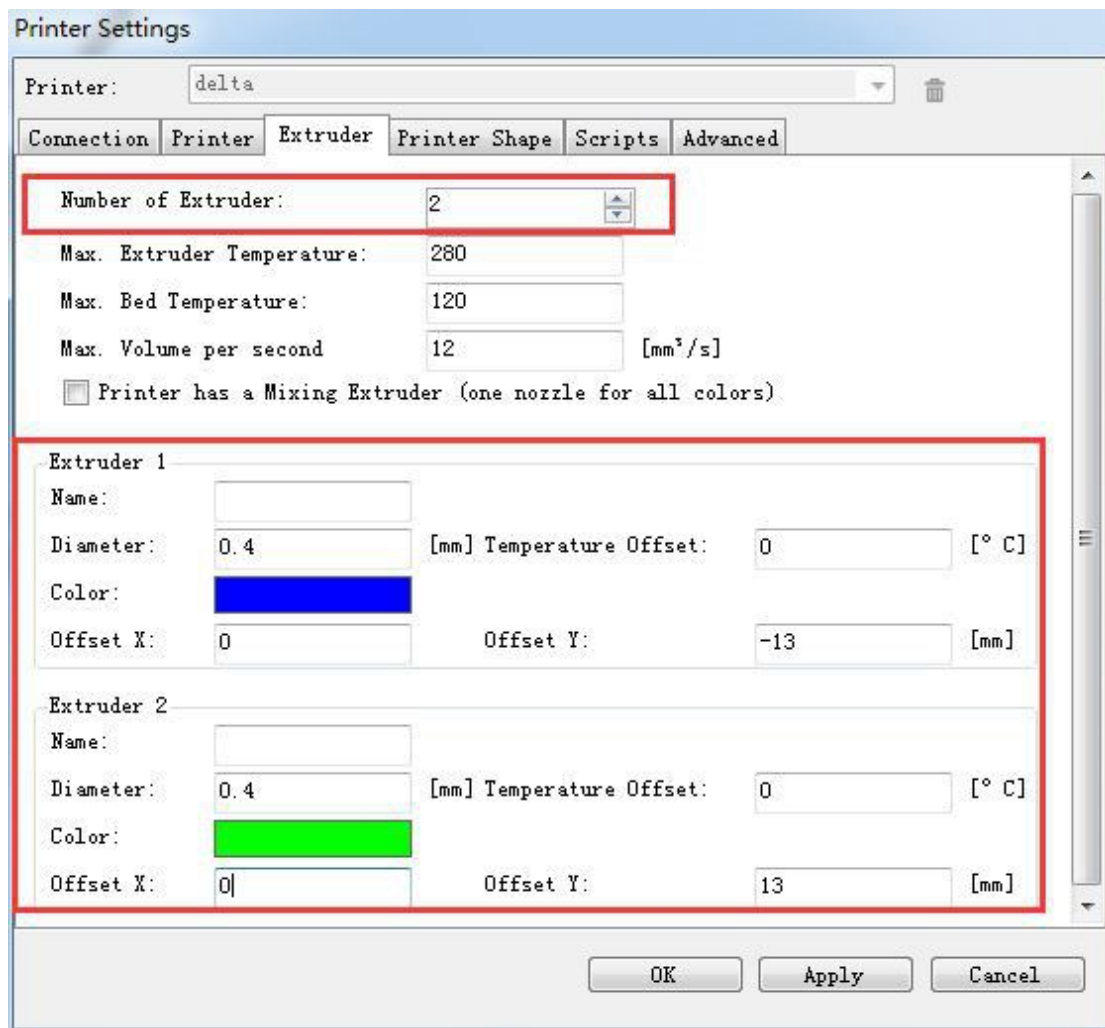 Printer Settings
Printer: delta
Connection Printer Extruder Printer Shape Scripts Advanced
Number of Extruder: 2
Max. Extruder Temperature: 280
Max. Bed Temperature: 120
Max. Volume per second 12 [mm³/s]
Printer has a Mixing Extruder (one nozzle for all colors)
Extruder 1
Name:
Diameter: 0.4 [mm] Temperature Offset: 0 [° C]
Color:
Offset X: 0 Offset Y: -13 [mm]
Extruder 2
Name:
Diameter: 0.4 [mm] Temperature Offset: 0 [° C]
Color:
Offset X: 0 Offset Y: 13 [mm]
OK Apply Cancel